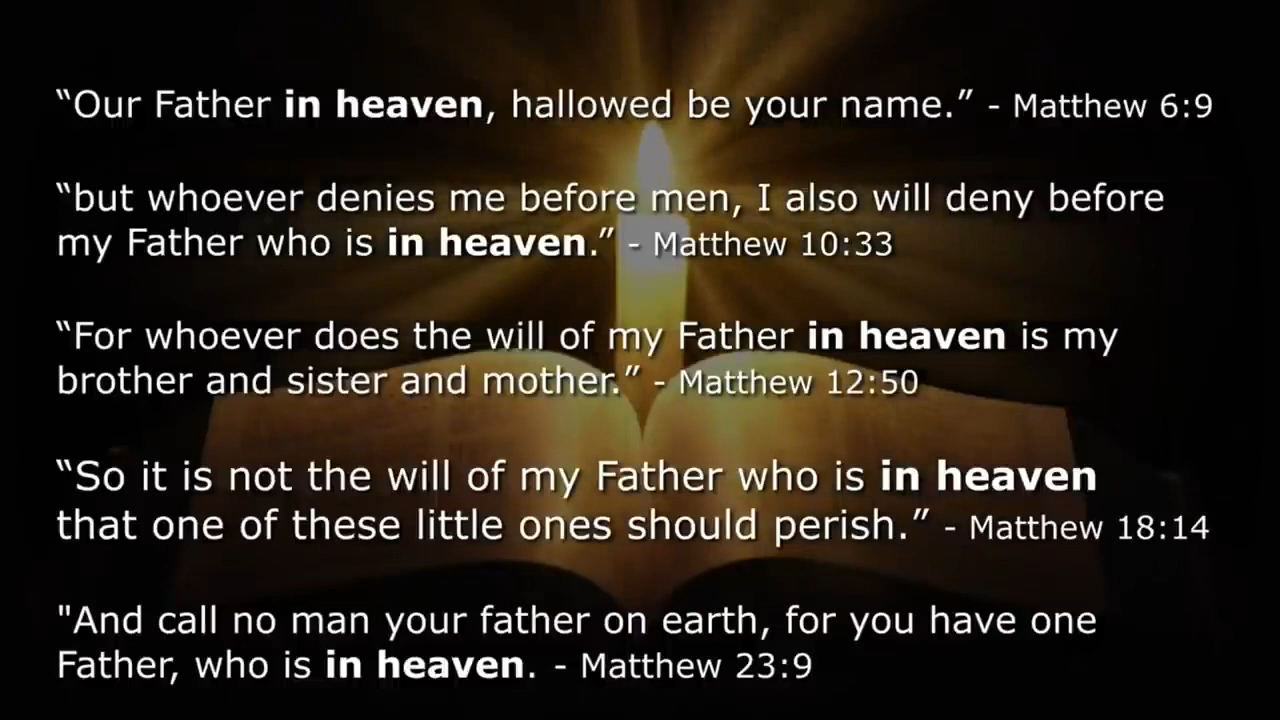 “Our Father in heaven, hallowed be your name.” - Matthew 6:9
“but whoever denies me before men, I also will deny before
my Father who is in heaven.” - Matthew 10:33
“For whoever does the will of my Father in heaven is my
brother and sister and mother.” - Matthew 12:50
“So it is not the will of my Father who is in heaven
that one of these little ones should perish.” - Matthew 18:14
"And call no man your father on earth, for you have one
Father, who is in heaven. - Matthew 23:9